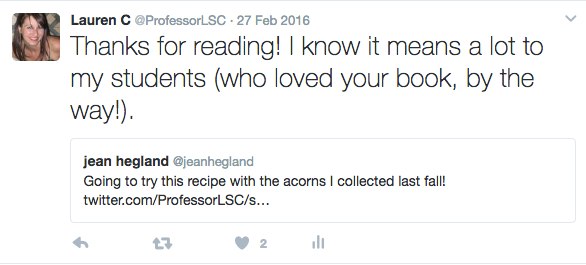 Lauren C @ProfessorLSC · 27 Feb 2016
Thanks for reading! I know it means a lot to
my students (who loved your book, by the
way!).
jean hegland @jeanhegland
Going to try this recipe with the acorns I collected last fall!
twitter.com/ProfessorLSC/s…
2